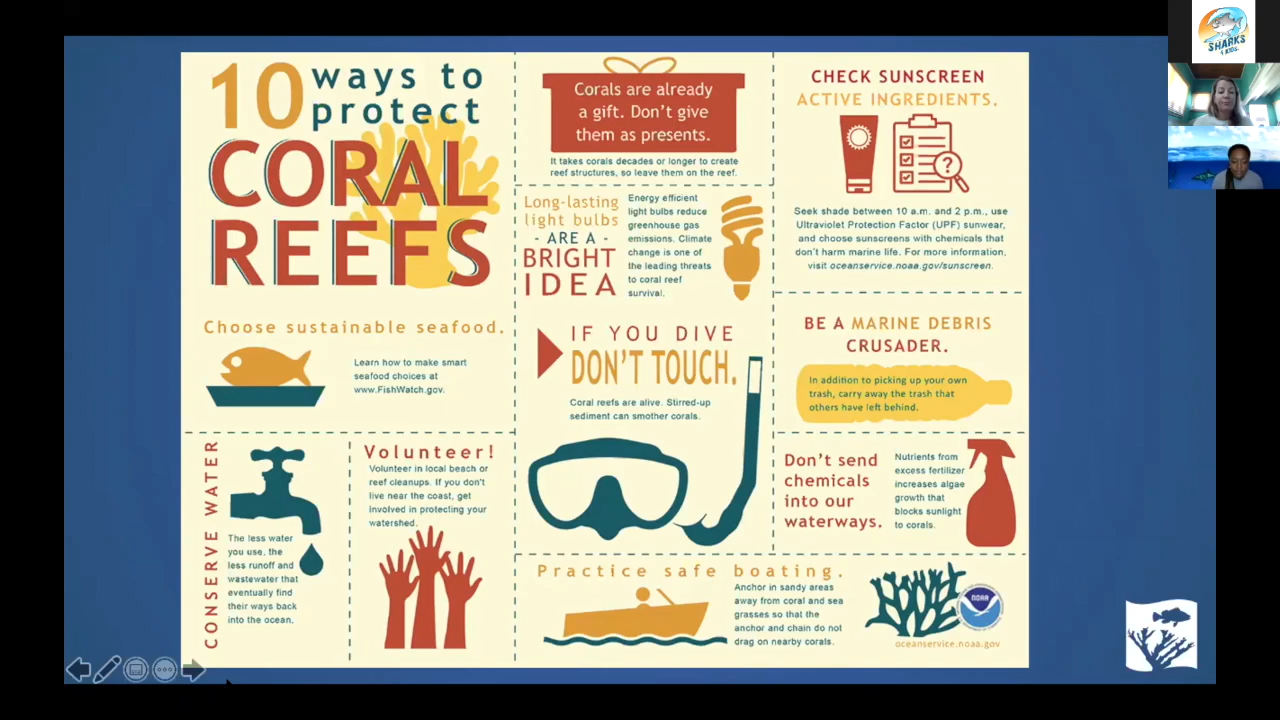 10 ways to
protect
CORAL
REEFS
Choose sustainable seafood.
Learn how to make smart
seafood choices at
www.FishWatch.gov.
CONSERVE WATER
The less water
you use, the
less runoff and
wastewater that
eventually find
their ways back
into the ocean.
Volunteer!
Volunteer in local beach or
reef cleanups. If you don't
live near the coast, get
involved in protecting your
watershed.
Corals are already
a gift. Don't give
them as presents.
It takes corals decades or longer to create
reef structures, so leave them on the reef.
Long-lasting
light bulbs
- ARE A -
BRIGHT
IDEA
Energy efficient
light bulbs reduce
greenhouse gas
emissions. Climate
change is one of
the leading threats
to coral reef
survival.
IF YOU DIVE
DON'T TOUCH.
Coral reefs are alive. Stirred-up
sediment can smother corals.
Practice safe boating.
Anchor in sandy areas
away from coral and sea
grasses so that the
anchor and chain do not
drag on nearby corals.
CHECK SUNSCREEN
ACTIVE INGREDIENTS.
?
Seek shade between 10 a.m. and 2 p.m., use
Ultraviolet Protection Factor (UPF) sunwear,
and choose sunscreens with chemicals that
don't harm marine life. For more information,
visit oceanservice.noaa.gov/sunscreen.
BE A MARINE DEBRIS
CRUSADER.
In addition to picking up your own
trash, carry away the trash that
others have left behind.
Don't send
chemicals
into our
waterways.
Nutrients from
excess fertilizer
increases algae
growth that
blocks sunlight
to corals.
NOAA
oceanservice.noaa.gov
SHARKS
4 KIDS